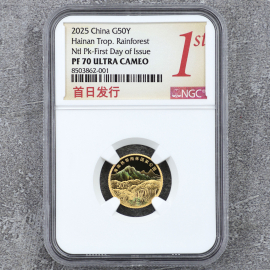 2025 China G50Y
Hainan Trop. Rainforest
Ntl Pk-First Day of Issue
PF 70 ULTRA CAMEO
8503862-001
首日发行
1st
NGC